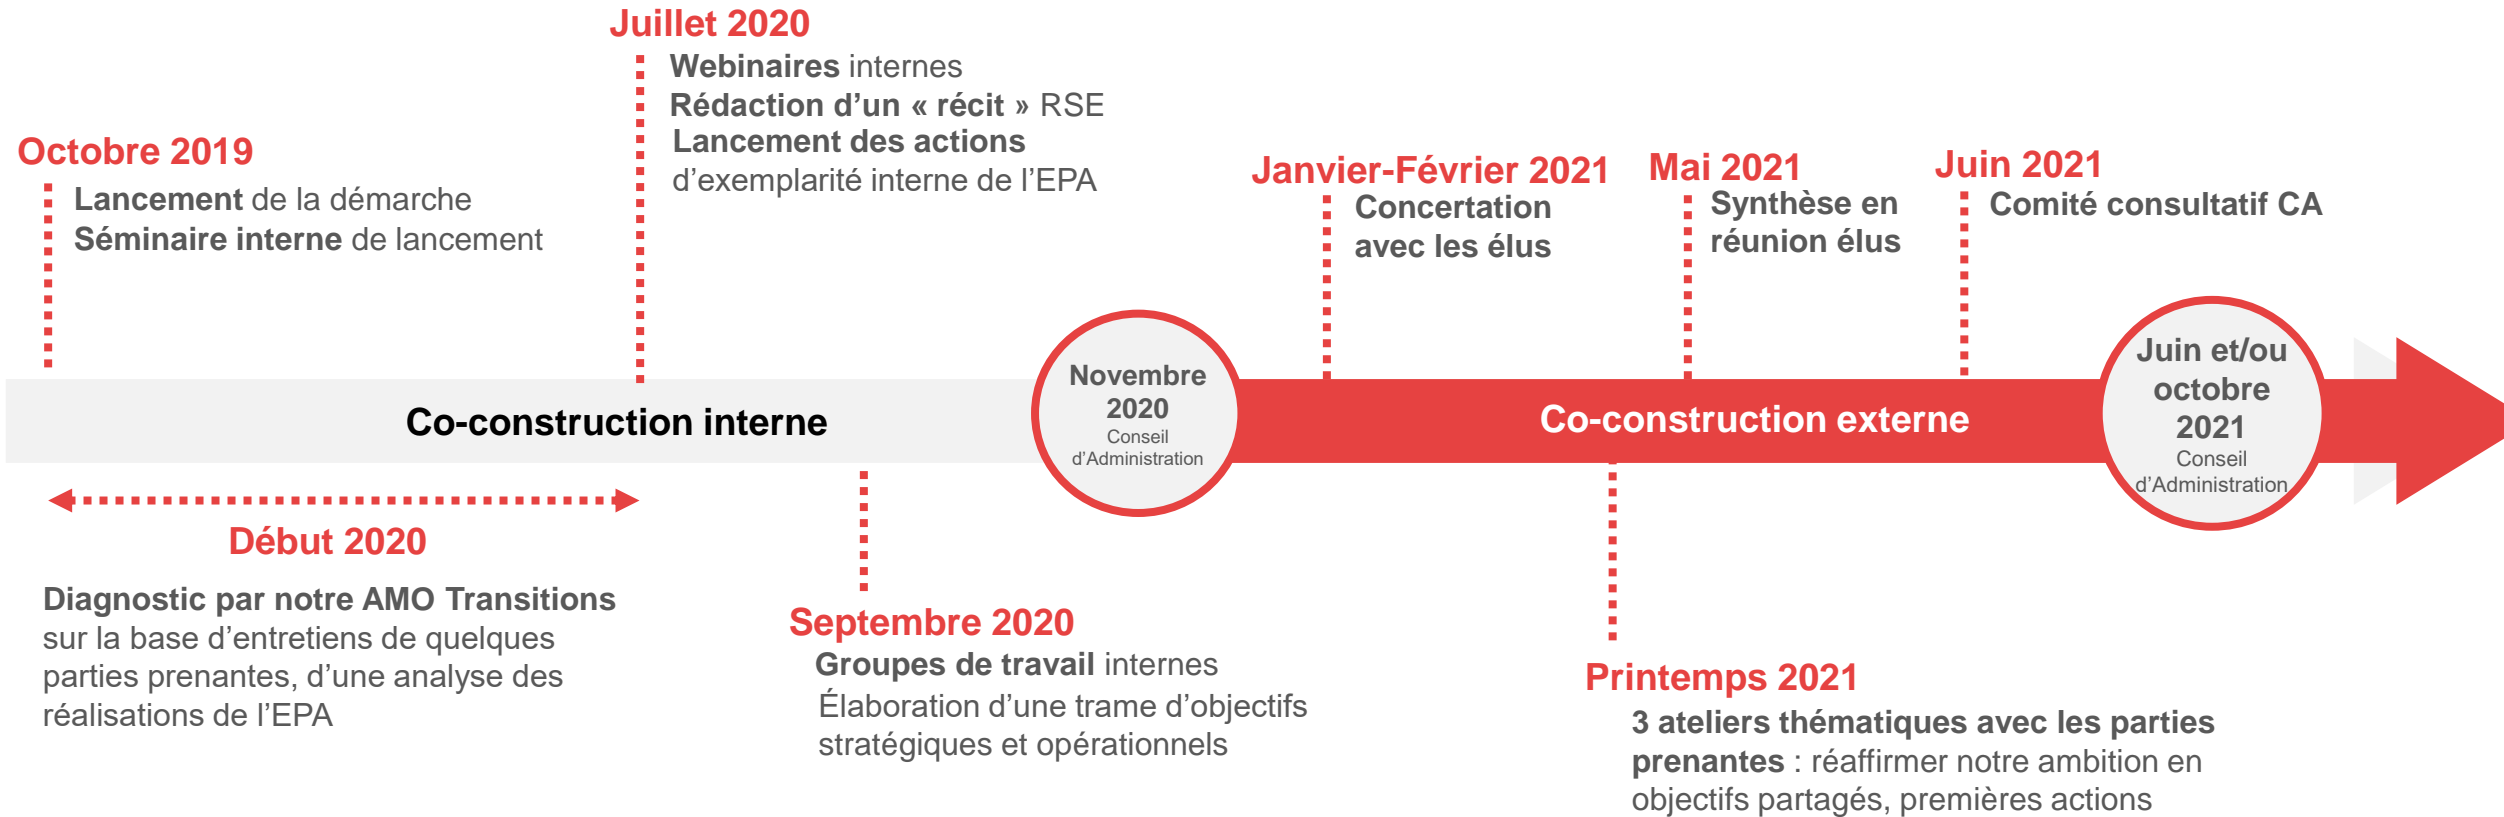 Juillet 2020
Webinaires internes
Rédaction d’un « récit » RSE
Lancement des actions
d’exemplarité interne de l’EPA
Octobre 2019
Lancement de la démarche
Séminaire interne de lancement
Janvier-Février 2021
Concertation
avec les élus
Mai 2021
Synthèse en
réunion élus
Juin 2021
Comité consultatif CA
Co-construction interne
Novembre
2020
Conseil
d’Administration
Co-construction externe
Juin et/ou
octobre
2021
Conseil
d’Administration
Début 2020
Diagnostic par notre AMO Transitions
sur la base d’entretiens de quelques
parties prenantes, d’une analyse des
réalisations de l’EPA
Septembre 2020
Groupes de travail internes
Élaboration d’une trame d’objectifs
stratégiques et opérationnels
Printemps 2021
3 ateliers thématiques avec les parties
prenantes : réaffirmer notre ambition en
objectifs partagés, premières actions